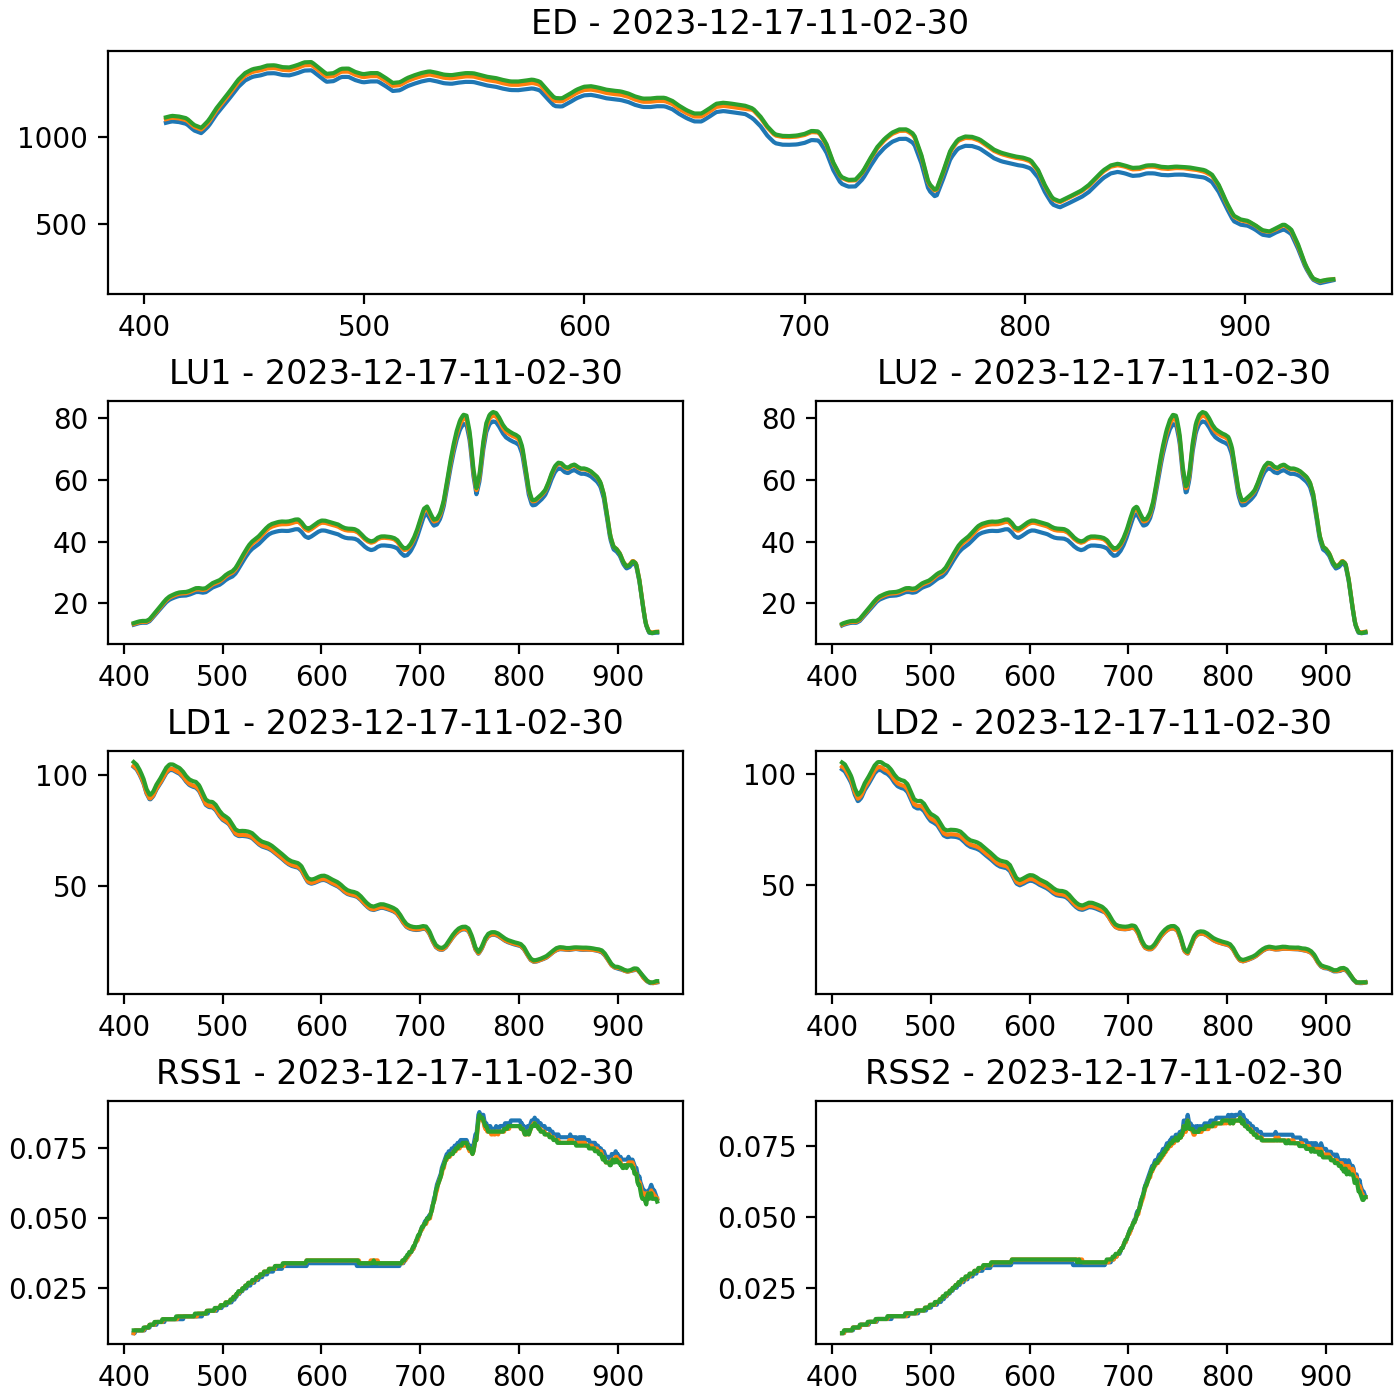 ED - 2023-12-17-11-02-30
1000
500
400 500 600 700 800 900
LU1 - 2023-12-17-11-02-30
80
60
40
20
400 500 600 700 800 900
LU2 - 2023-12-17-11-02-30
80
60
40
20
400 500 600 700 800 900
LD1 - 2023-12-17-11-02-30
100
50
400 500 600 700 800 900
LD2 - 2023-12-17-11-02-30
100
50
400 500 600 700 800 900
RSS1 - 2023-12-17-11-02-30
0.075
0.050
0.025
400 500 600 700 800 900
RSS2 - 2023-12-17-11-02-30
0.075
0.050
0.025
400 500 600 700 800 900